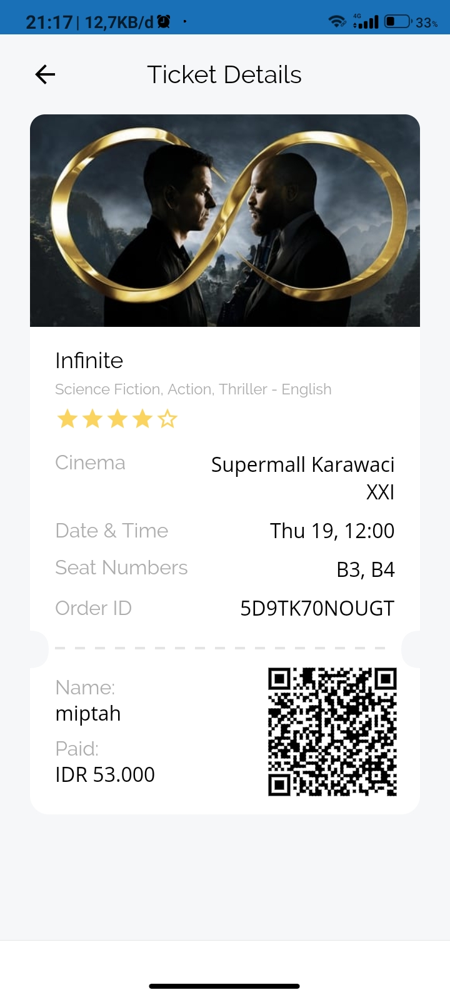 21:17 | 12,7KB/d
4G
33%
Ticket Details
Infinite
Science Fiction, Action, Thriller - English
Cinema
Supermall Karawaci
XXI
Date & Time
Thu 19, 12:00
Seat Numbers
B3, B4
Order ID
5D9TK70NOUGT
Name:
miptah
Paid:
IDR 53.000